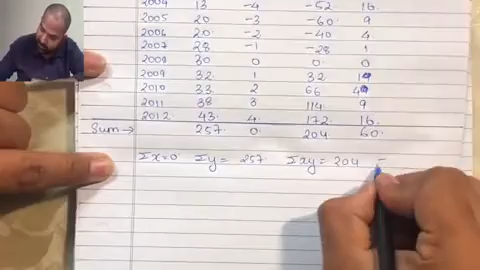 2004 13 -4 -52 16
2005 20 -3 -60 9
2006 20 -2 -40 4
2007 28 -1 -28 1
2008 30 0 0 0
2009 32 1 32 1
2010 33 2 66 4
2011 38 3 114 9
2012 43 4 172 16
Sum → 257 0 204 60
Σx=0 Σy= 257 Σxy= 204